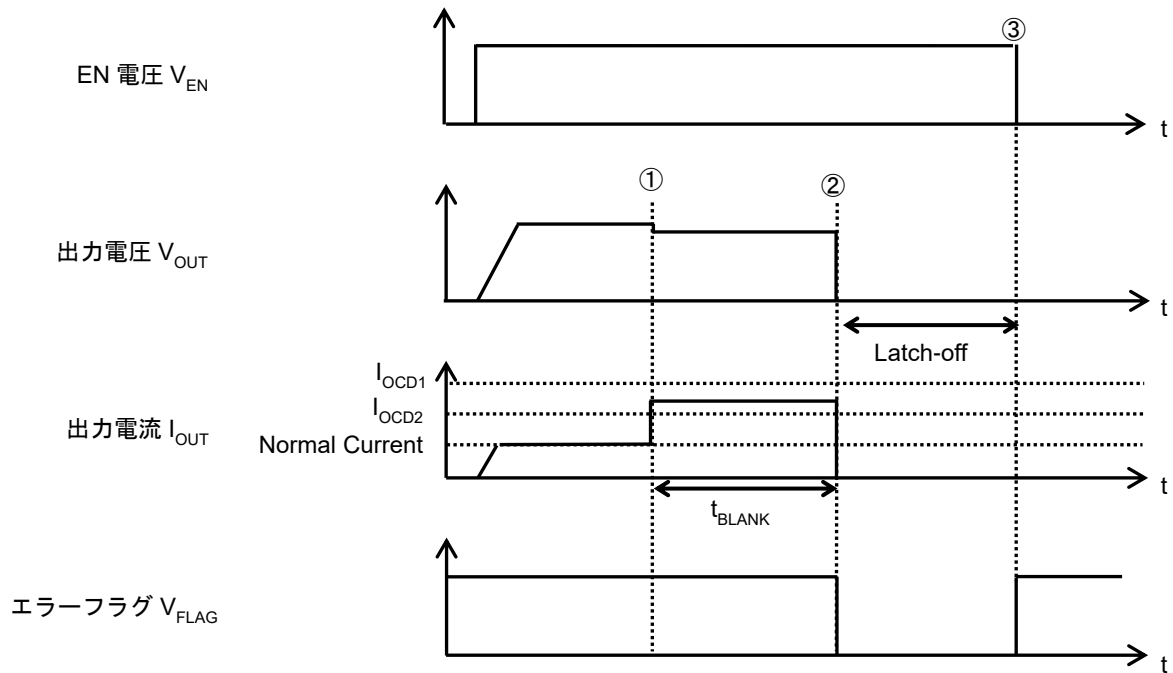 ③
EN 電圧 VEN
t
①
②
出力電圧 VOUT
t
Latch-off
IOCD1
IOCD2
出力電流 IOUT
Normal Current
t
tBLANK
エラーフラグ VFLAG
t